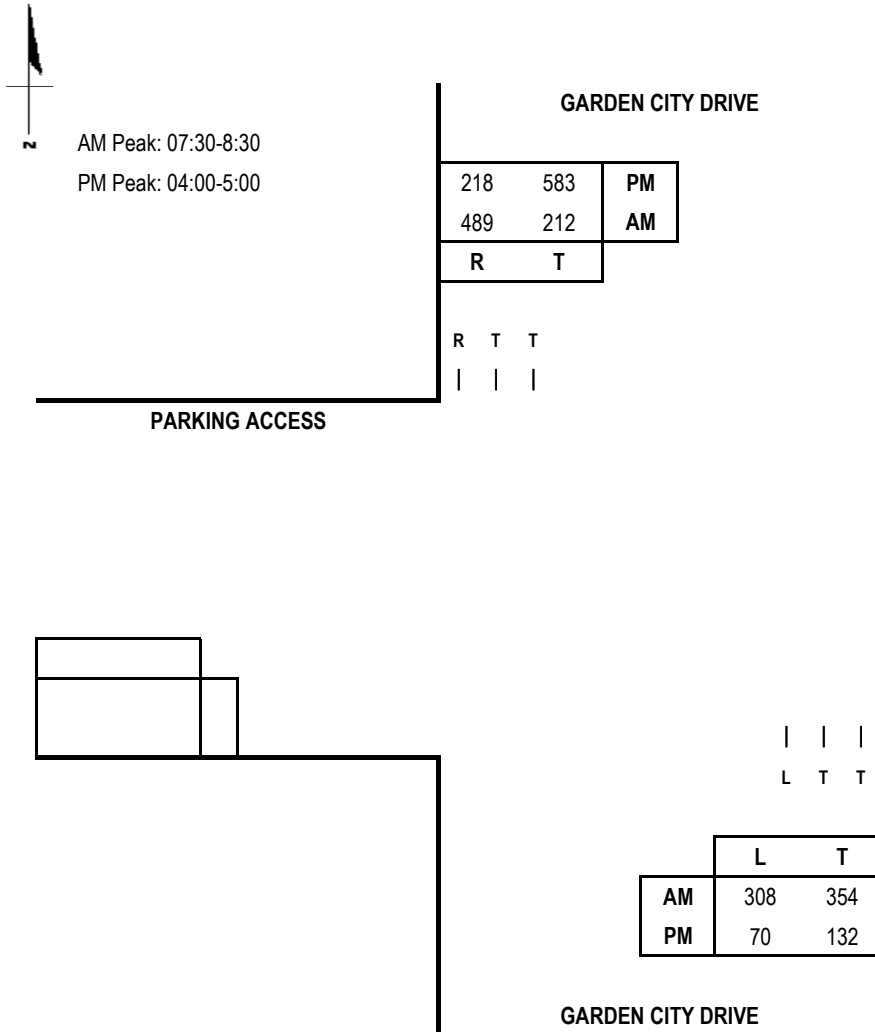 N
GARDEN CITY DRIVE
AM Peak: 07:30-8:30
PM Peak: 04:00-5:00
218 583 PM
489 212 AM
R T
R T T
PARKING ACCESS
L T T
L T
AM 308 354
PM 70 132
GARDEN CITY DRIVE